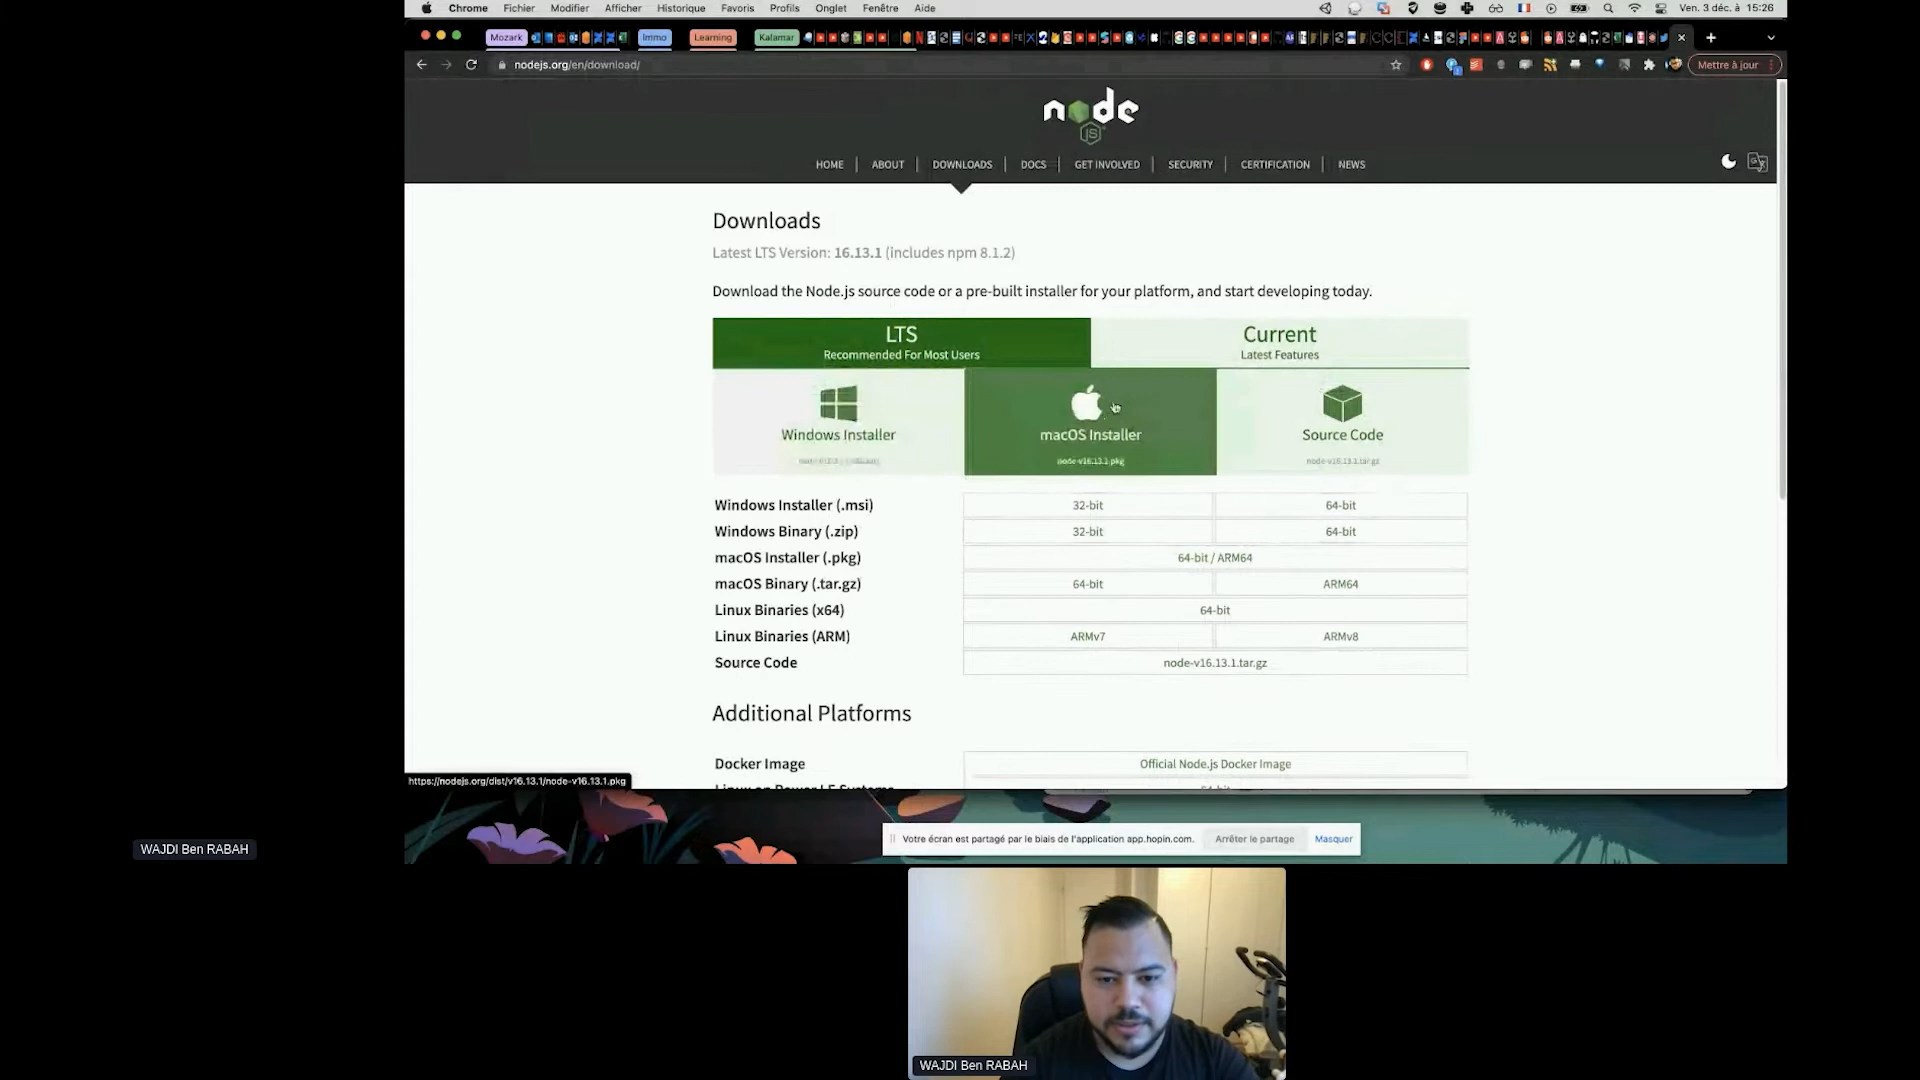 Chrome Fichier Modifier Afficher Historique Favoris Profils Onglet Fenêtre Aide Ven. 3 déc. à 15:26
Mozark Immo Learning Kalamar
nodejs.org/en/download/ Mettre à jour
node
JS
HOME ABOUT DOWNLOADS DOCS GET INVOLVED SECURITY CERTIFICATION NEWS
Downloads
Latest LTS Version: 16.13.1 (includes npm 8.1.2)
Download the Node.js source code or a pre-built installer for your platform, and start developing today.
LTS Current
Recommended For Most Users Latest Features
Windows Installer macOS Installer Source Code
node-v16.13.1.pkg node-v16.13.1.tar.gz
Windows Installer (.msi) 32-bit 64-bit
Windows Binary (.zip) 32-bit 64-bit
macOS Installer (.pkg) 64-bit / ARM64
macOS Binary (.tar.gz) 64-bit ARM64
Linux Binaries (x64) 64-bit
Linux Binaries (ARM) ARMv7 ARMv8
Source Code node-v16.13.1.tar.gz
Additional Platforms
Docker Image Official Node.js Docker Image
https://nodejs.org/dist/v16.13.1/node-v16.13.1.pkg
Votre écran est partagé par le biais de l'application app.hopin.com. Arrêter le partage Masquer
WAJDI Ben RABAH
WAJDI Ben RABAH